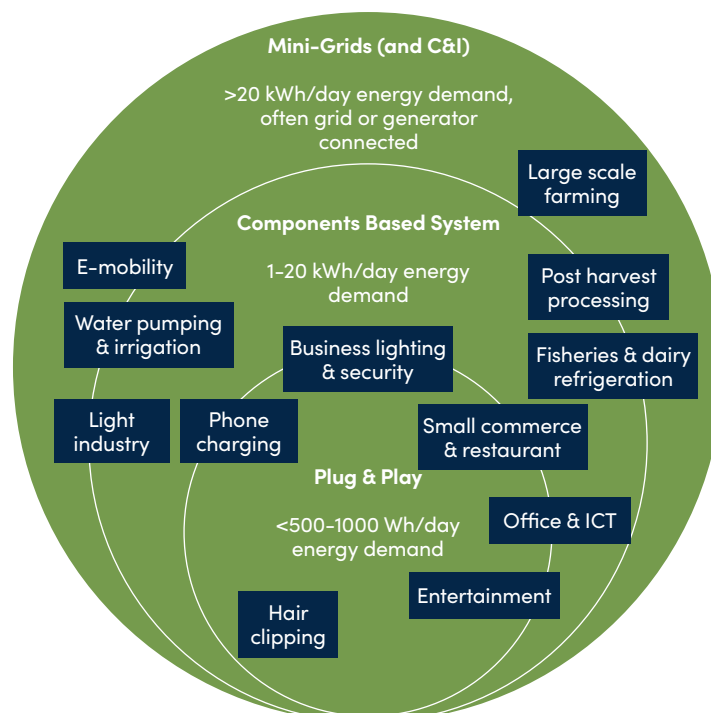 Mini-Grids (and C&I)
>20 kWh/day energy demand,
often grid or generator
connected
Large scale
farming
Components Based System
E-mobility
1-20 kWh/day energy
demand
Post harvest
processing
Water pumping
& irrigation
Business lighting
& security
Fisheries & dairy
refrigeration
Light
industry
Phone
charging
Small commerce
& restaurant
Plug & Play
<500-1000 Wh/day
energy demand
Office & ICT
Entertainment
Hair
clipping